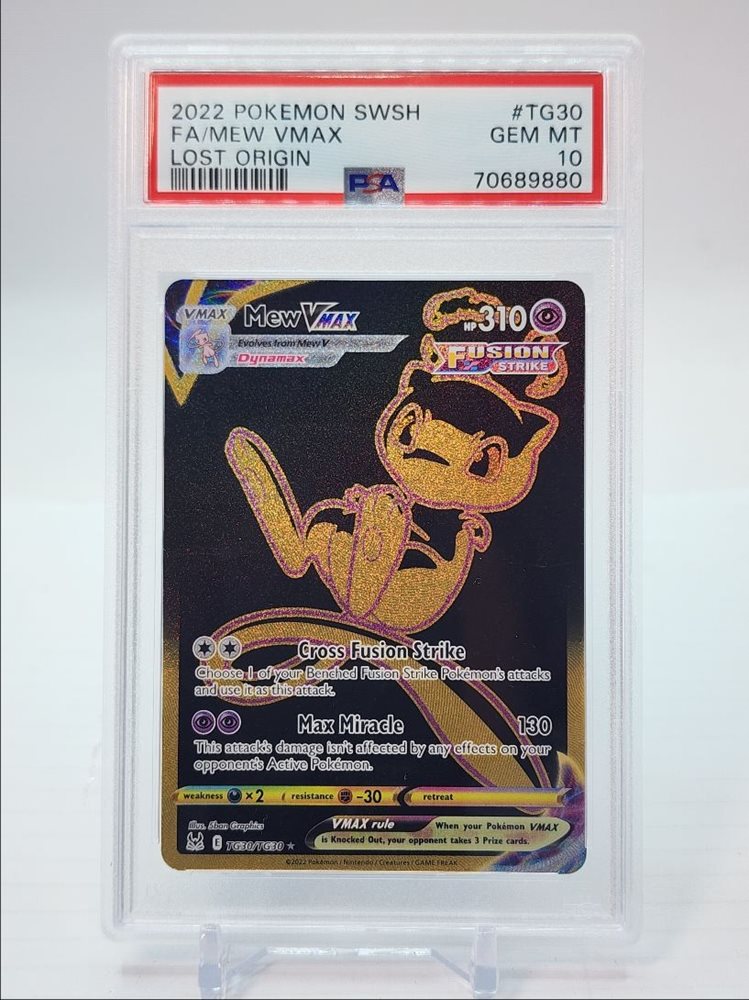 2022 POKEMON SWSH #TG30
FA/MEW VMAX GEM MT
LOST ORIGIN 10
PSA 70689880
VMAX Mew VMAX HP 310
Evolves from Mew V
Dynamax
FUSION
STRIKE
Cross Fusion Strike
Choose 1 of your Benched Fusion Strike Pokémon's attacks
and use it as this attack.
Max Miracle 130
This attack's damage isn't affected by any effects on your
opponent's Active Pokémon.
weakness ×2 resistance -30 retreat
Illus. 5ban Graphics
VMAX rule When your Pokémon VMAX
is Knocked Out, your opponent takes 3 Prize cards.
E TG30/TG30 ★
©2022 Pokémon / Nintendo / Creatures / GAME FREAK